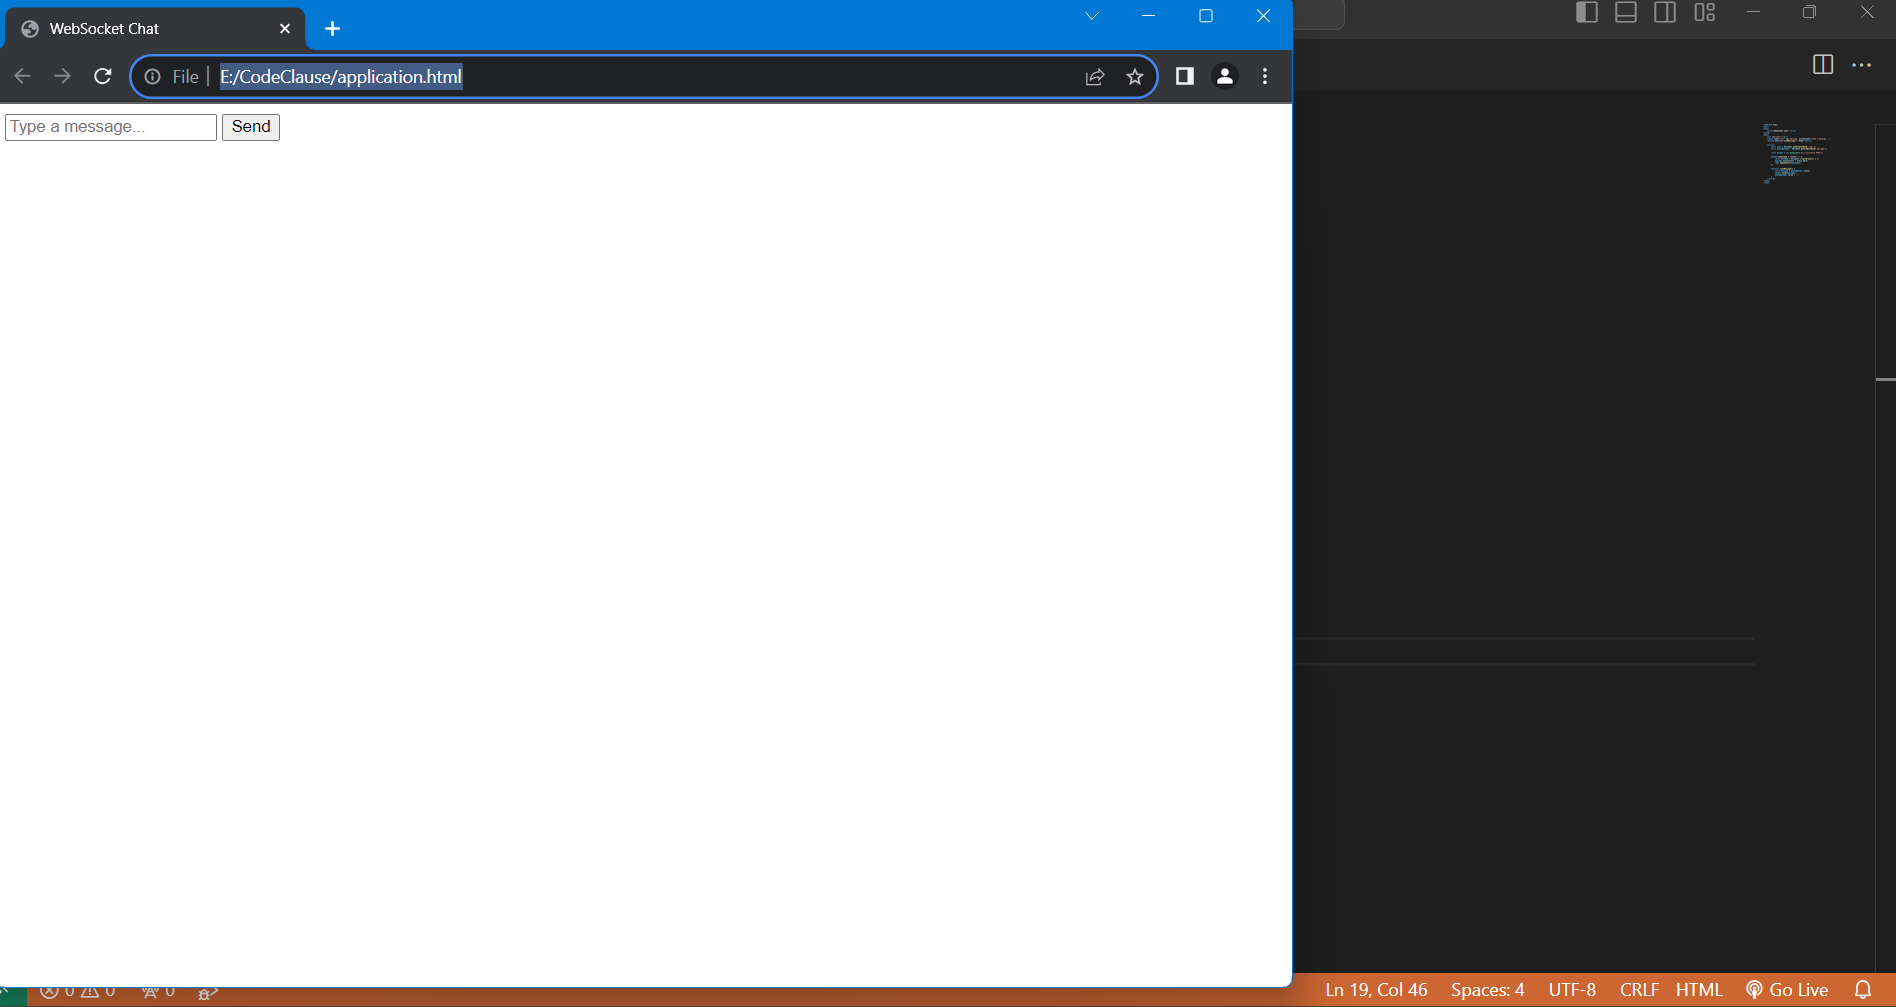 WebSocket Chat
File
E:/CodeClause/application.html
Type a message...
Send
0 0 0
Ln 19, Col 46 Spaces: 4 UTF-8 CRLF HTML Go Live